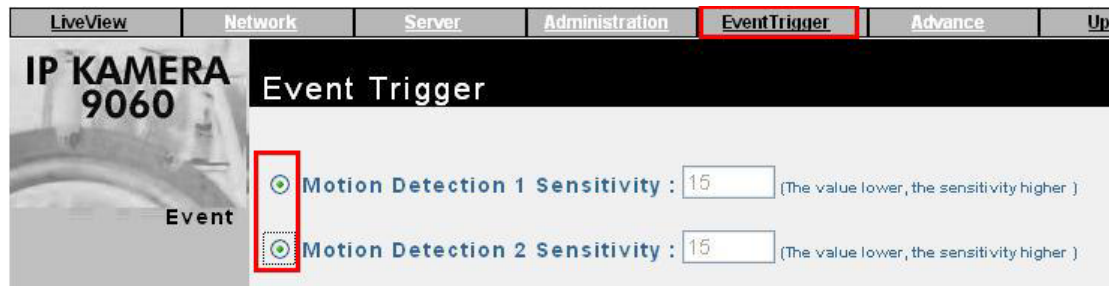 LiveView Network Server Administration EventTrigger Advance Up
IP KAMERA
9060
Event Trigger
Motion Detection 1 Sensitivity : 15 (The value lower, the sensitivity higher )
Event
Motion Detection 2 Sensitivity : 15 (The value lower, the sensitivity higher )